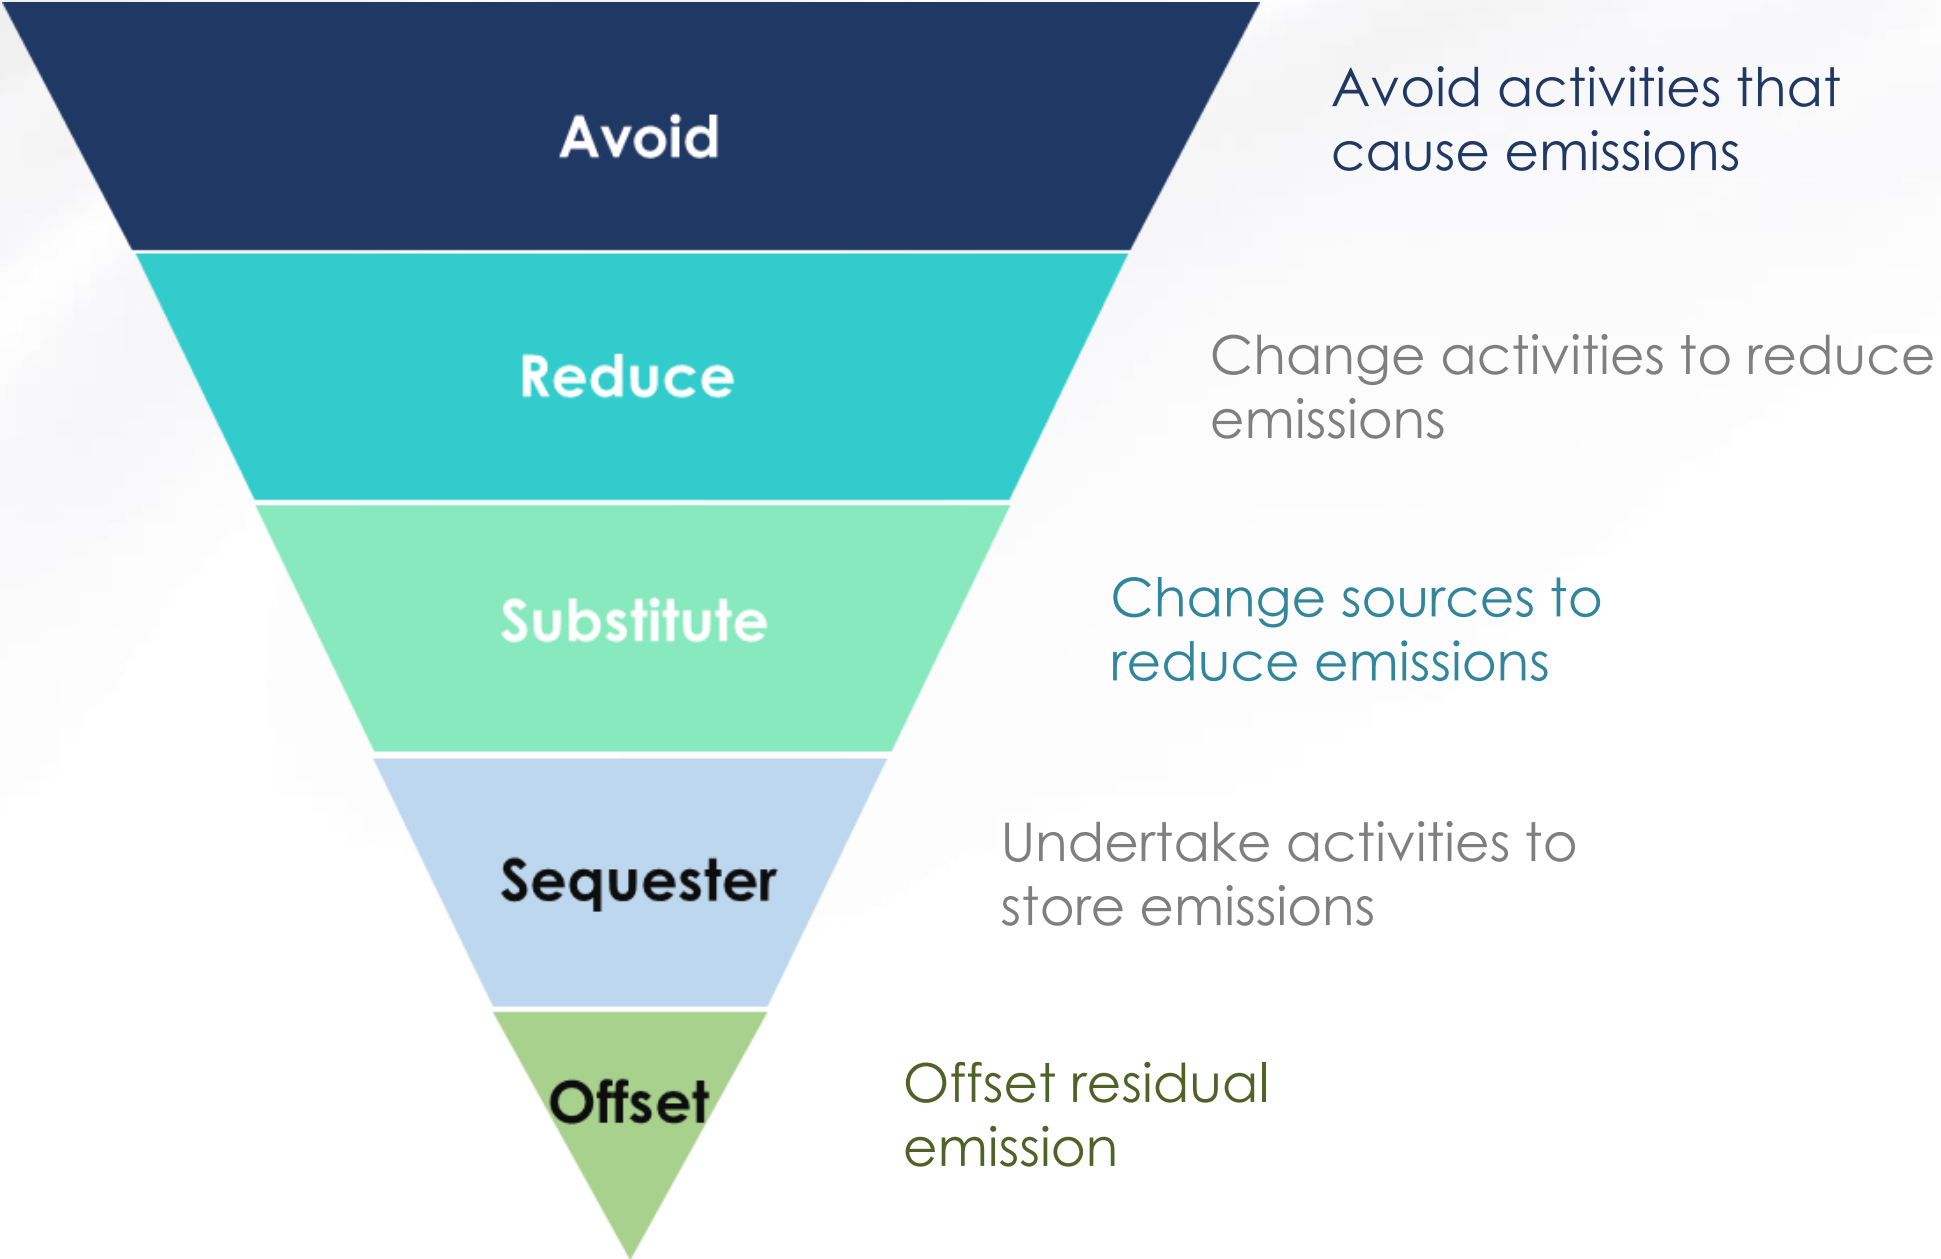 Avoid
Avoid activities that
cause emissions
Reduce
Change activities to reduce
emissions
Substitute
Change sources to
reduce emissions
Sequester
Undertake activities to
store emissions
Offset
Offset residual
emission